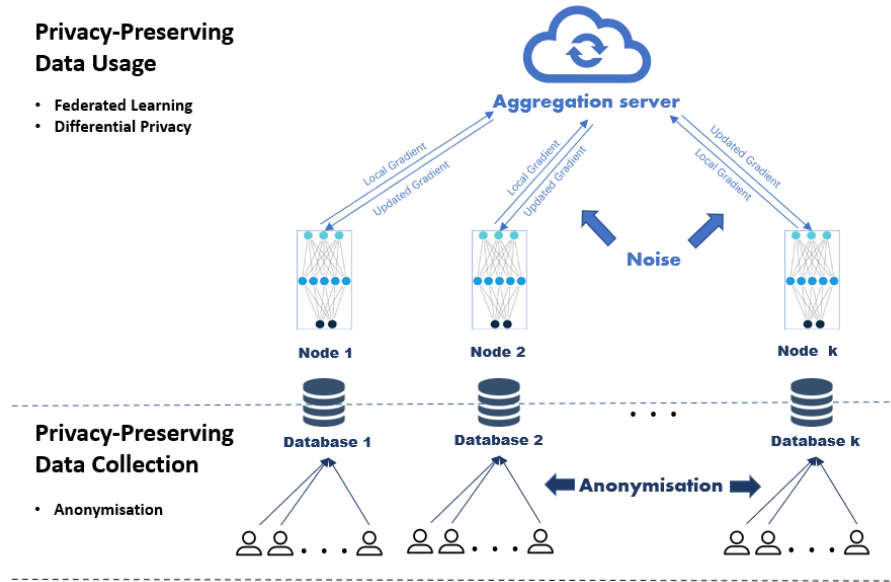 Privacy-Preserving
Data Usage
• Federated Learning
• Differential Privacy
Aggregation server
Local Gradient
Updated Gradient
Local Gradient
Updated Gradient
Updated Gradient
Local Gradient
Noise
Node 1
Node 2
Node k
. . .
Privacy-Preserving
Data Collection
• Anonymisation
Database 1
Database 2
Database k
Anonymisation
. . .
. . .
. . .